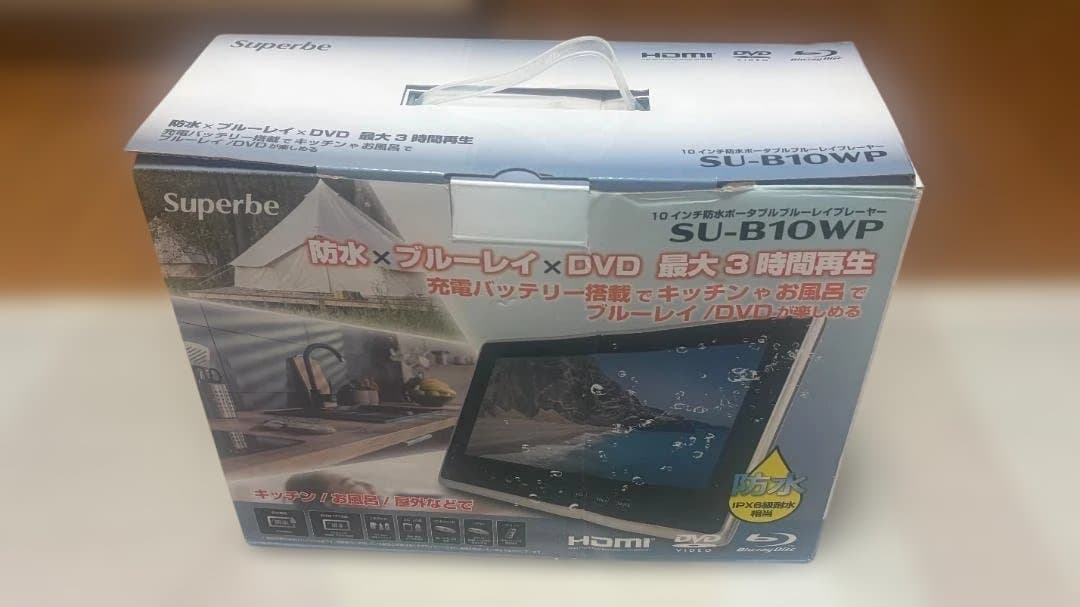 Superbe
HDMI DVD VIDEO Blu-ray Disc
防水×ブルーレイ×DVD 最大3時間再生
充電バッテリー搭載でキッチンやお風呂で
ブルーレイ/DVDが楽しめる
10インチ防水ポータブルブルーレイプレーヤー
SU-B10WP
Superbe
10インチ防水ポータブルブルーレイプレーヤー
SU-B10WP
防水×ブルーレイ×DVD 最大3時間再生
充電バッテリー搭載でキッチンやお風呂で
ブルーレイ/DVDが楽しめる
防水
IPX6級耐水
相当
キッチン/お風呂/屋外などで
HDMI DVD VIDEO Blu-ray Disc